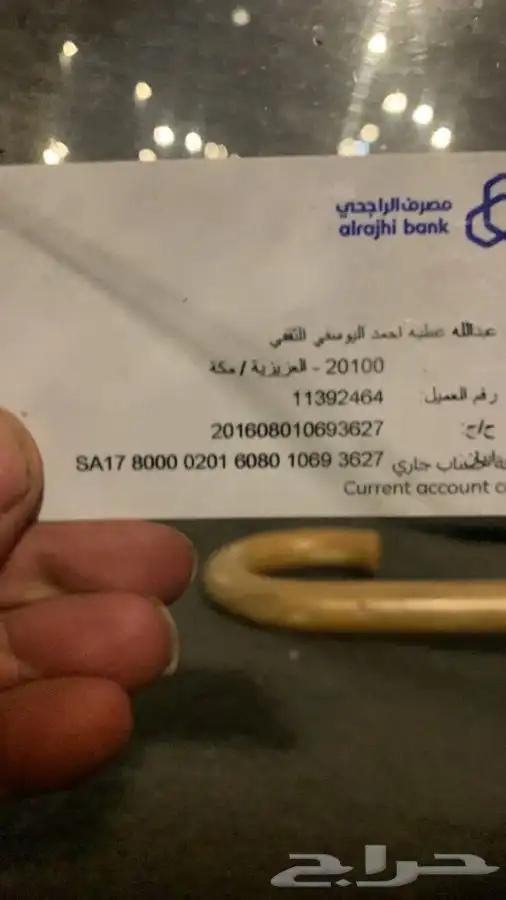 مصرف الراجحي
alrajhi bank
عبدالله عطيه احمد اليوسفي الثقفي
20100 - العزيزية / مكة
رقم العميل: 11392464
ح/ج: 201608010693627
حساب جاري SA17 8000 0201 6080 1069 3627
Current account
حراج